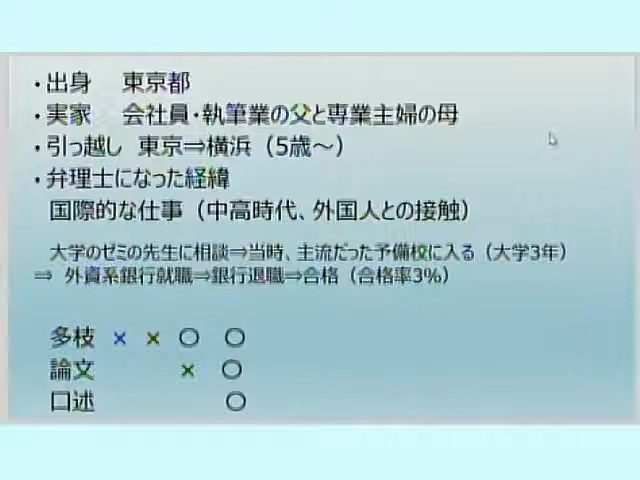 ・出身　東京都
・実家　会社員・執筆業の父と専業主婦の母
・引っ越し　東京⇒横浜（5歳～）
・弁理士になった経緯
国際的な仕事（中高時代、外国人との接触）
大学のゼミの先生に相談⇒当時、主流だった予備校に入る（大学3年）
⇒　外資系銀行就職⇒銀行退職⇒合格（合格率3%）
多枝　×　×　〇　〇
論文　×　〇
口述　〇